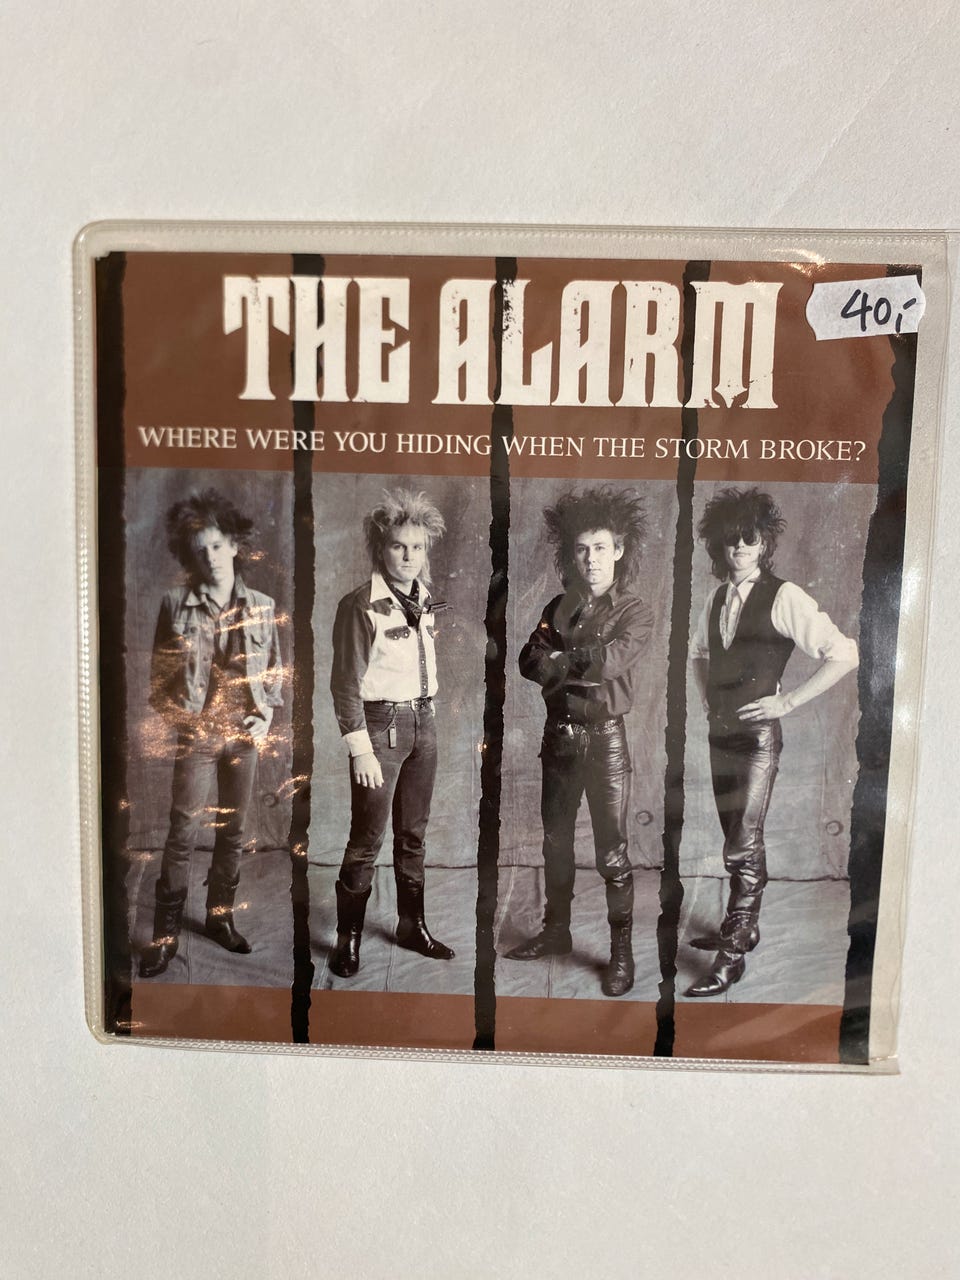 THE ALARM
40,-
WHERE WERE YOU HIDING WHEN THE STORM BROKE?